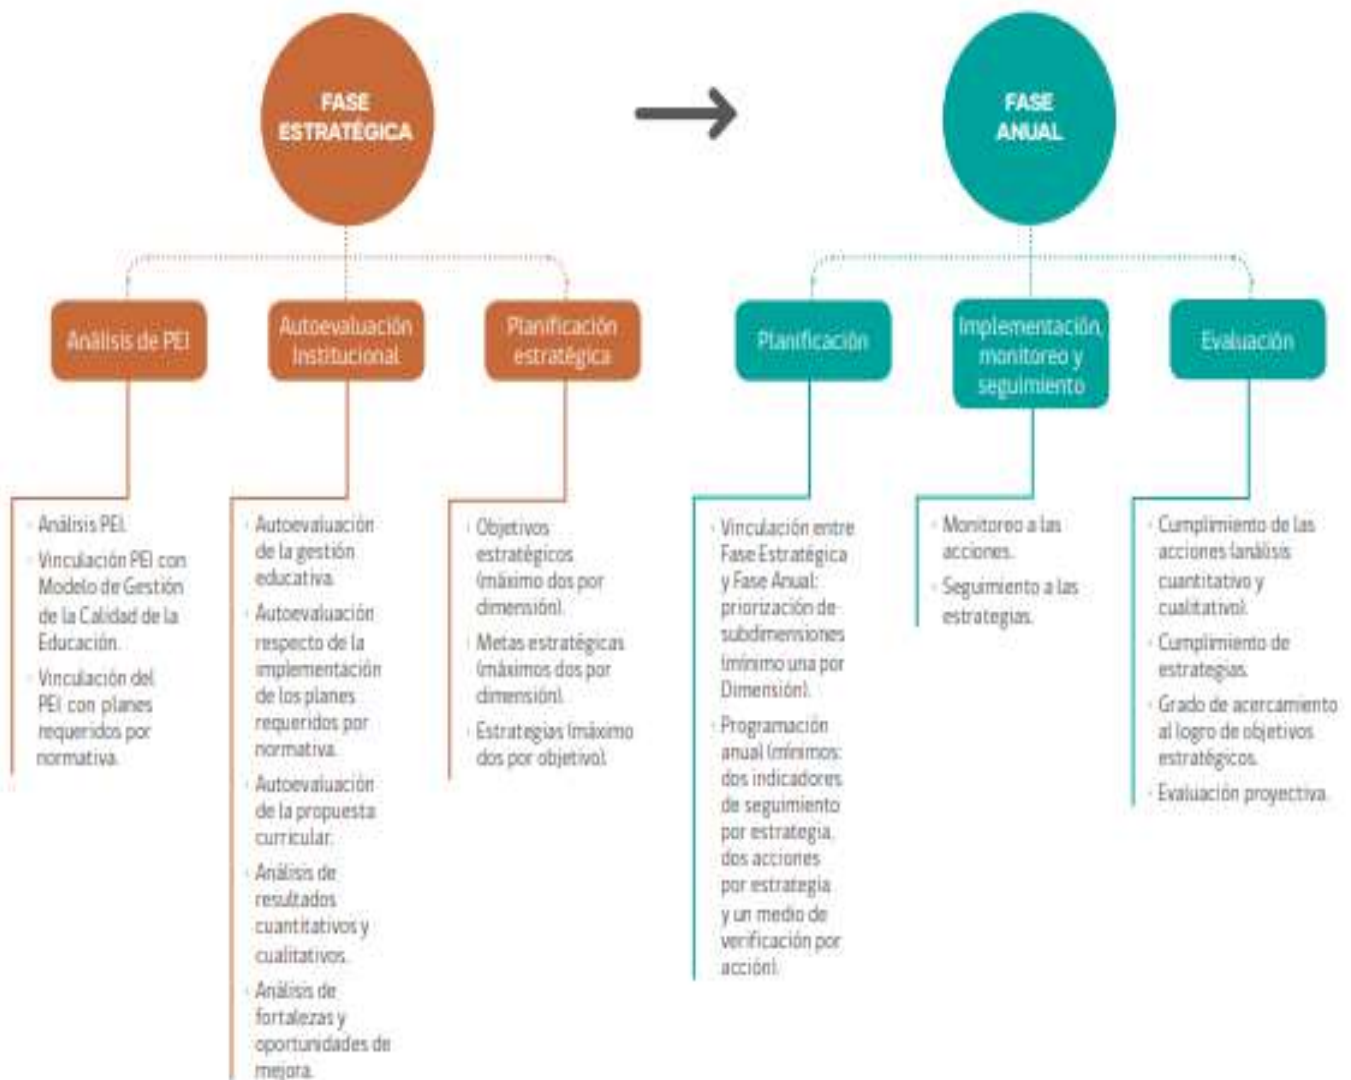 FASE
ESTRATÉGICA
FASE
ANUAL
Análisis de PEI
Autoevaluación
Institucional
Planificación
estratégica
Planificación
Implementación,
monitoreo y
seguimiento
Evaluación
· Análisis PEI.
· Vinculación PEI con
Modelo de Gestión
de la Calidad de la
Educación.
· Vinculación del
PEI con planes
requeridos por
normativa.
· Autoevaluación
de la gestión
educativa.
· Autoevaluación
respecto de la
implementación
de los planes
requeridos por
normativa.
· Autoevaluación
de la propuesta
curricular.
· Análisis de
resultados
cuantitativos y
cualitativos.
· Análisis de
fortalezas y
oportunidades de
mejora.
· Objetivos
estratégicos
(máximo dos por
dimensión).
· Metas estratégicas
(máximos dos por
dimensión).
· Estrategias (máximo
dos por objetivo).
· Vinculación entre
Fase Estratégica
y Fase Anual:
priorización de
subdimensiones
(mínimo una por
Dimensión).
· Programación
anual (mínimos:
dos indicadores
de seguimiento
por estrategia,
dos acciones
por estrategia
y un medio de
verificación por
acción).
· Monitoreo a las
acciones.
· Seguimiento a las
estrategias.
· Cumplimiento de las
acciones (análisis
cuantitativo y
cualitativo).
· Cumplimiento de
estrategias.
· Grado de acercamiento
al logro de objetivos
estratégicos.
· Evaluación proyectiva.